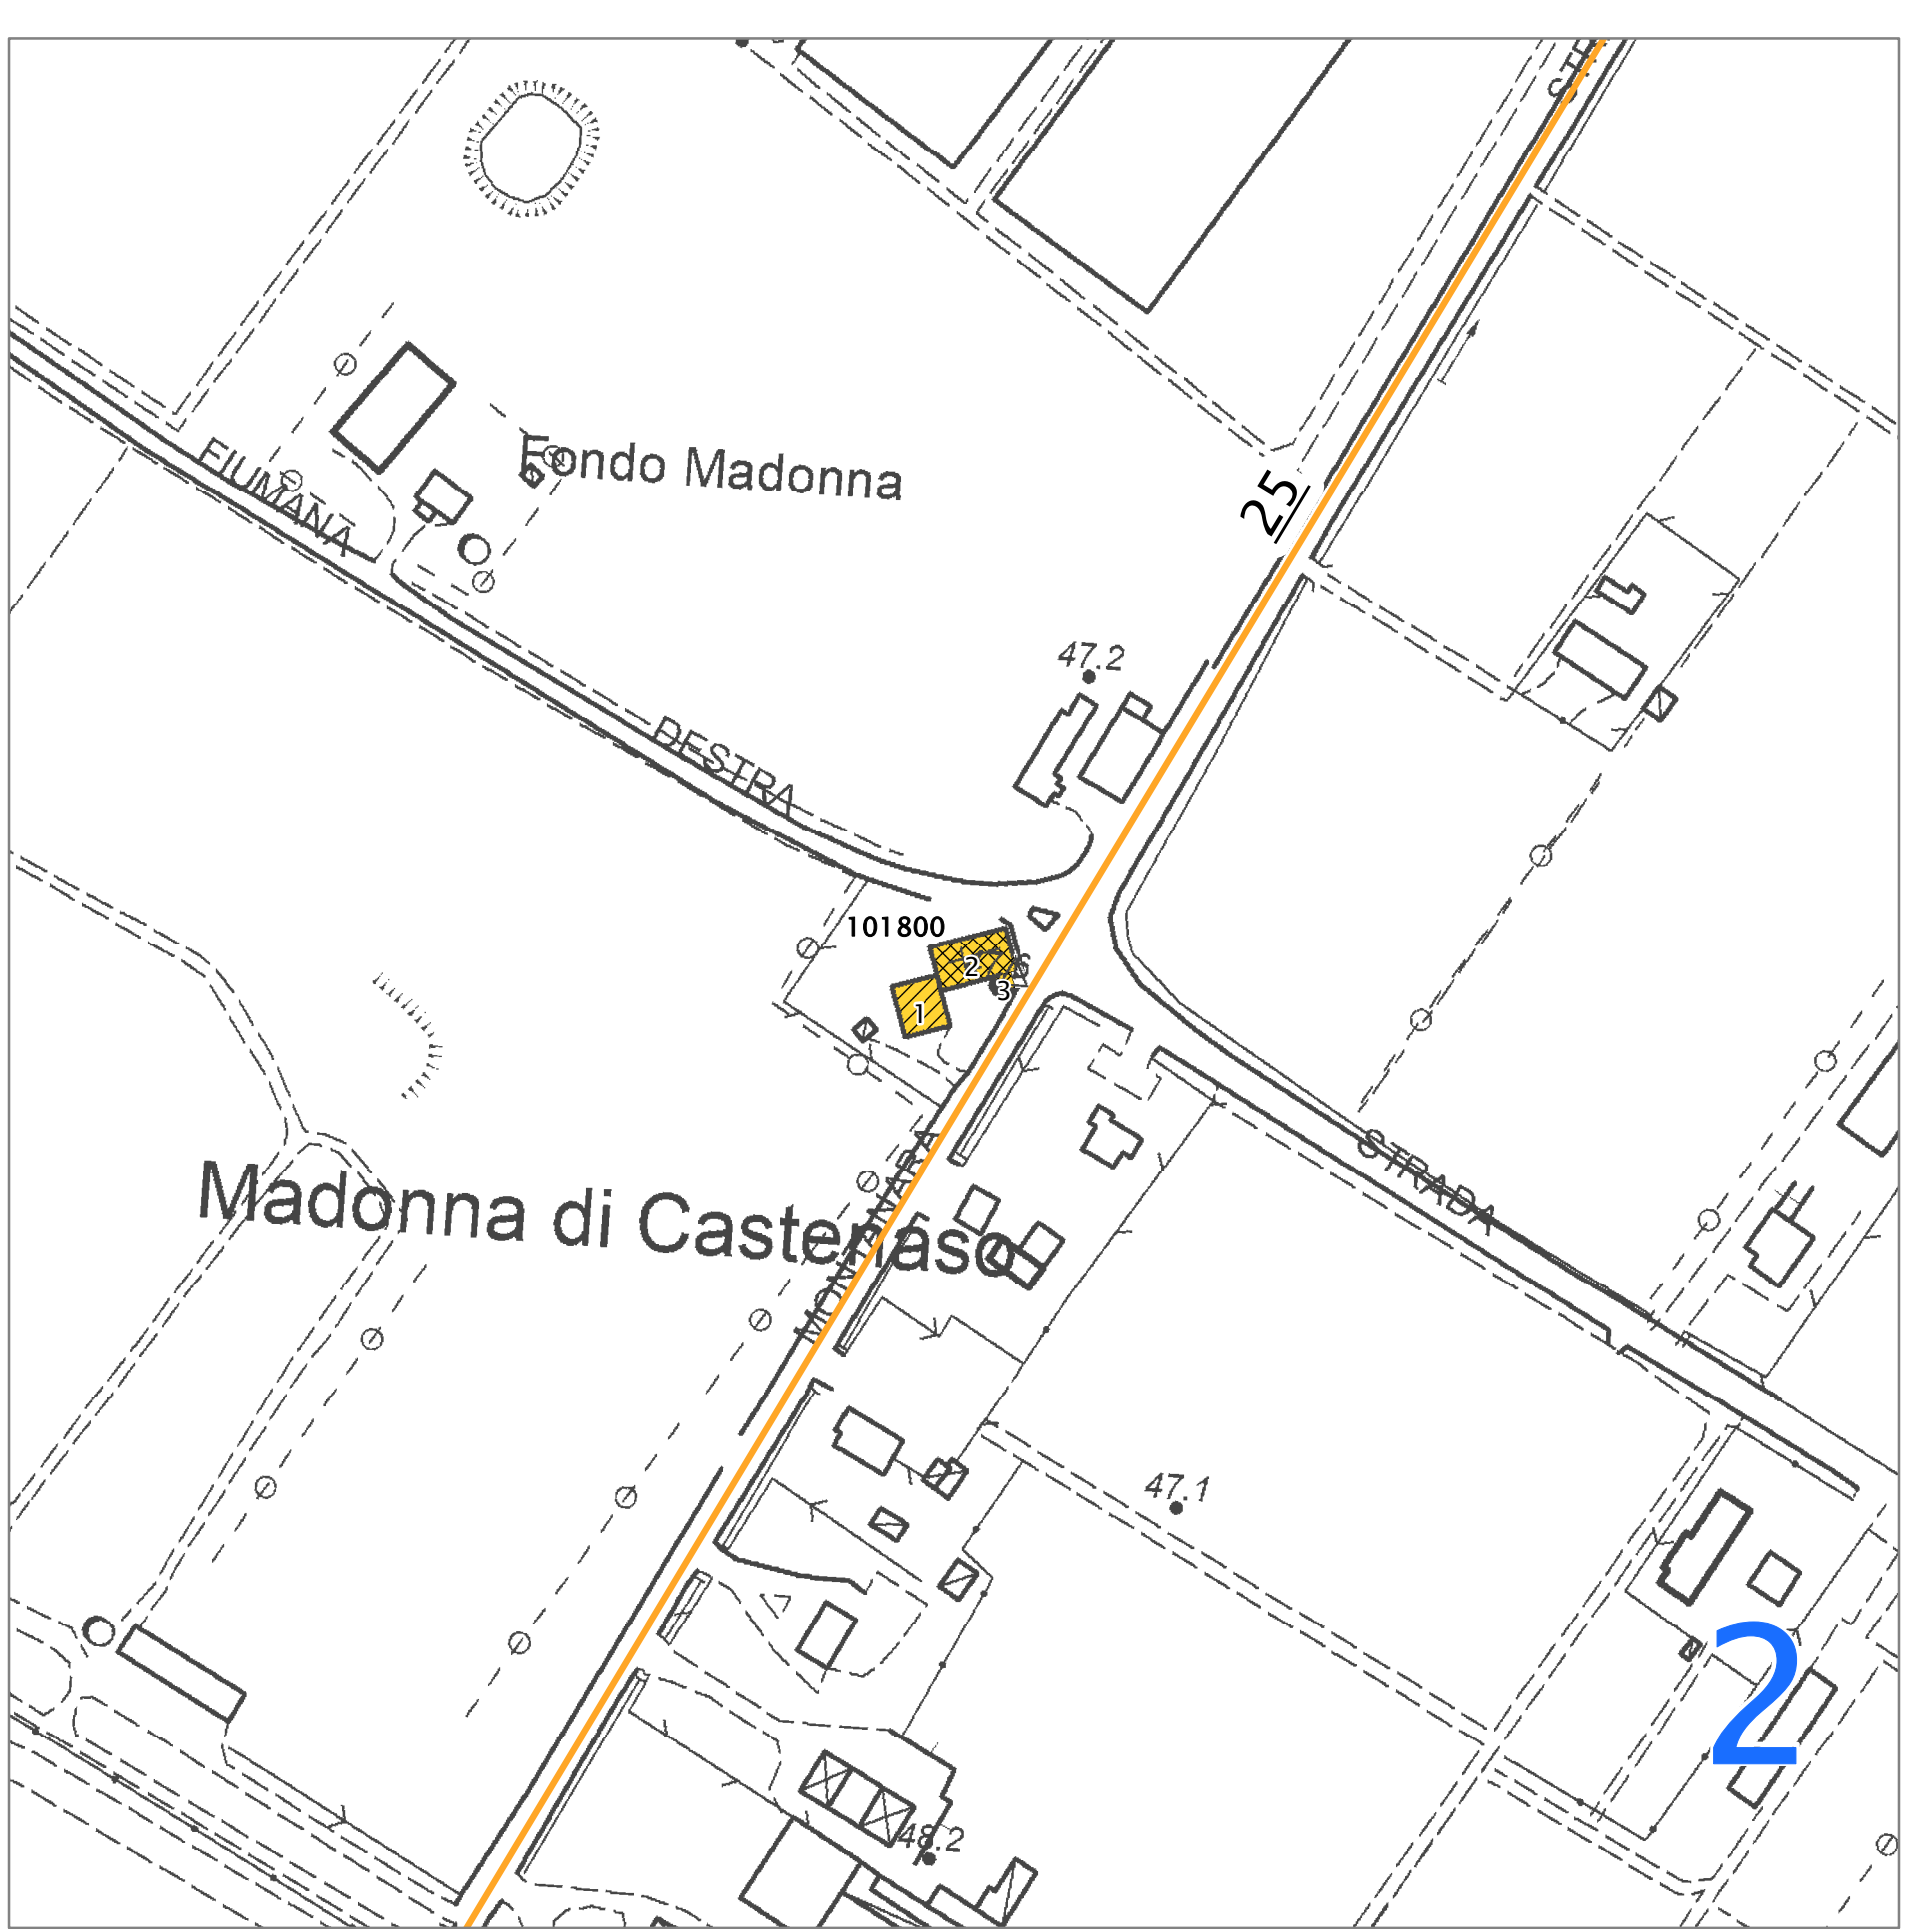 STR
FIUMANA
Fondo Madonna
25
47.2
DESTRA
101800
2
3
1
STRADA
Madonna di Castenaso
MONTANARA
47.1
2
48.2